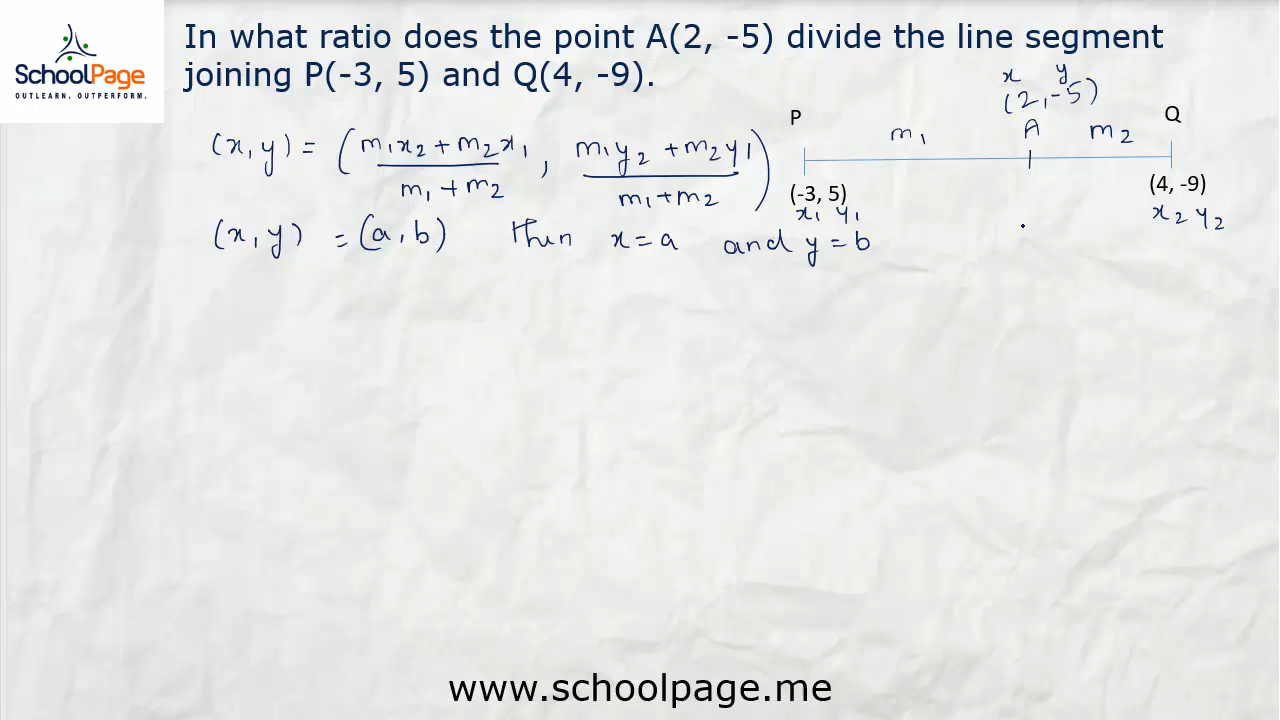 SchoolPage
OUTLEARN. OUTPERFORM.
In what ratio does the point A(2, -5) divide the line segment
joining P(-3, 5) and Q(4, -9).
(x, y) = (m1x2 + m2x1 / m1 + m2 , m1y2 + m2y1 / m1 + m2)
(x, y) = (a, b) then x = a and y = b
x y
(2, -5)
P m1 A m2 Q
(-3, 5) (4, -9)
x1 y1 x2 y2
www.schoolpage.me